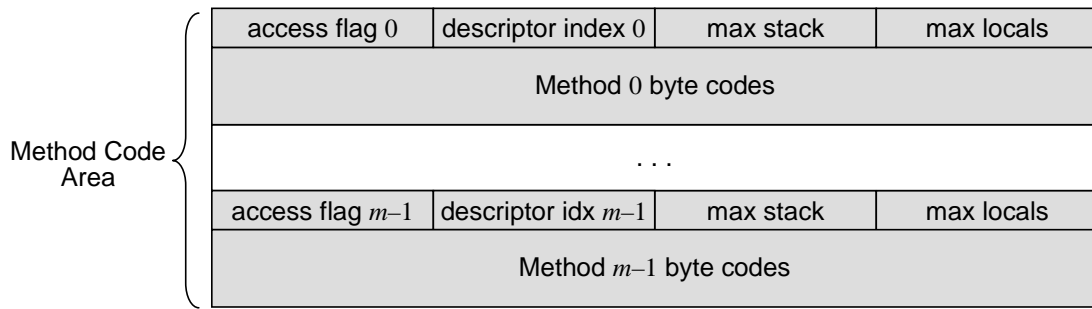 access flag 0 descriptor index 0 max stack max locals
Method 0 byte codes
Method Code
Area
. . .
access flag m–1 descriptor idx m–1 max stack max locals
Method m–1 byte codes